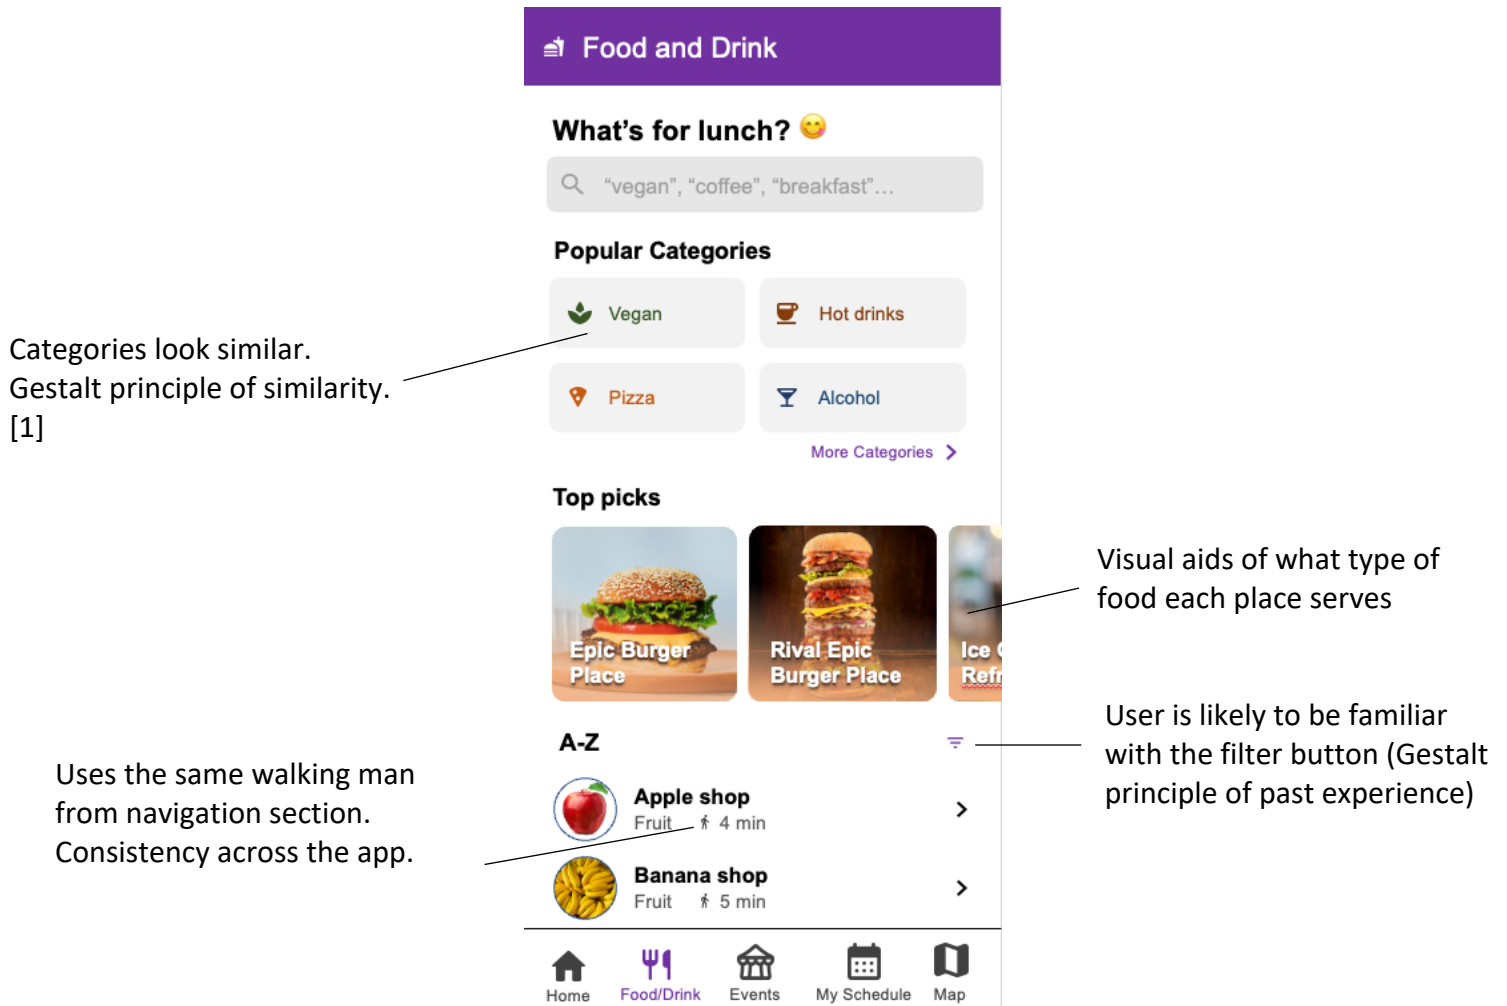 Food and Drink
What's for lunch? 😋
“vegan”, “coffee”, “breakfast”...
Popular Categories
Vegan
Hot drinks
Categories look similar.
Gestalt principle of similarity.
[1]
Pizza
Alcohol
More Categories
Top picks
Epic Burger
Place
Rival Epic
Burger Place
Ice
Refr
Visual aids of what type of
food each place serves
A-Z
User is likely to be familiar
with the filter button (Gestalt
principle of past experience)
Uses the same walking man
from navigation section.
Consistency across the app.
Apple shop
Fruit 4 min
Banana shop
Fruit 5 min
Home
Food/Drink
Events
My Schedule
Map